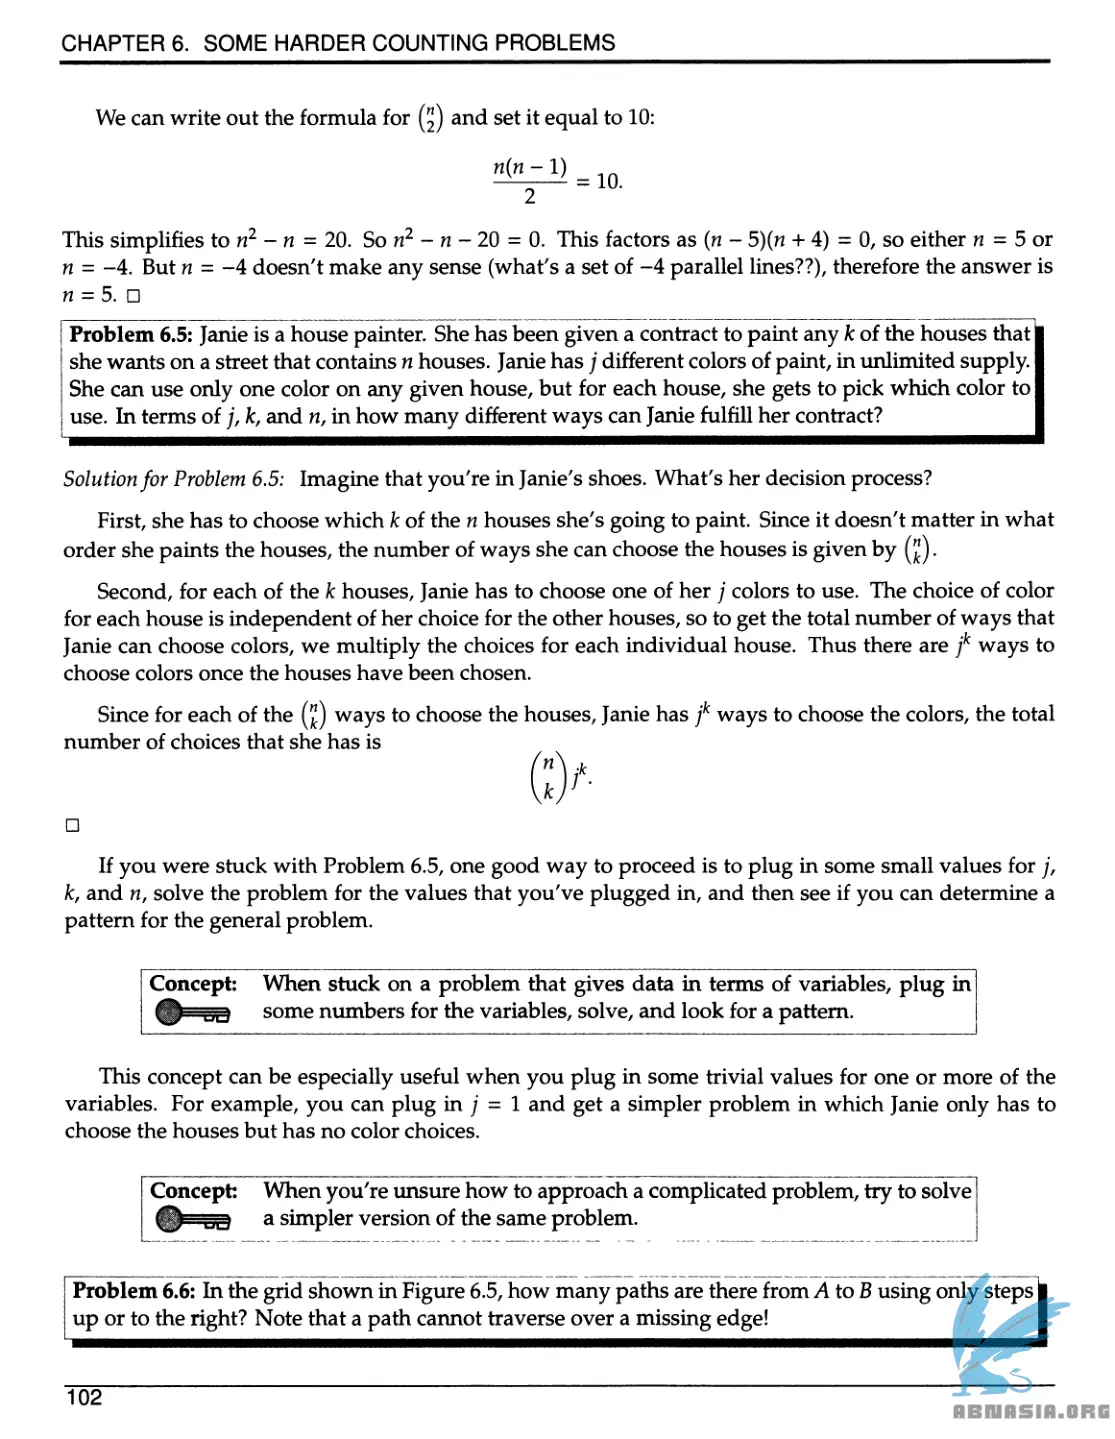 CHAPTER 6. SOME HARDER COUNTING PROBLEMS
We can write out the formula for (n 2) and set it equal to 10:
n(n − 1)
2
= 10.
This simplifies to n² − n = 20. So n² − n − 20 = 0. This factors as (n − 5)(n + 4) = 0, so either n = 5 or
n = −4. But n = −4 doesn't make any sense (what's a set of −4 parallel lines??), therefore the answer is
n = 5. □
Problem 6.5: Janie is a house painter. She has been given a contract to paint any k of the houses that
she wants on a street that contains n houses. Janie has j different colors of paint, in unlimited supply.
She can use only one color on any given house, but for each house, she gets to pick which color to
use. In terms of j, k, and n, in how many different ways can Janie fulfill her contract?
Solution for Problem 6.5: Imagine that you're in Janie's shoes. What's her decision process?
First, she has to choose which k of the n houses she's going to paint. Since it doesn't matter in what
order she paints the houses, the number of ways she can choose the houses is given by (n k).
Second, for each of the k houses, Janie has to choose one of her j colors to use. The choice of color
for each house is independent of her choice for the other houses, so to get the total number of ways that
Janie can choose colors, we multiply the choices for each individual house. Thus there are jᵏ ways to
choose colors once the houses have been chosen.
Since for each of the (n k) ways to choose the houses, Janie has jᵏ ways to choose the colors, the total
number of choices that she has is
(n k) jᵏ.
□
If you were stuck with Problem 6.5, one good way to proceed is to plug in some small values for j,
k, and n, solve the problem for the values that you've plugged in, and then see if you can determine a
pattern for the general problem.
Concept: When stuck on a problem that gives data in terms of variables, plug in
some numbers for the variables, solve, and look for a pattern.
This concept can be especially useful when you plug in some trivial values for one or more of the
variables. For example, you can plug in j = 1 and get a simpler problem in which Janie only has to
choose the houses but has no color choices.
Concept: When you're unsure how to approach a complicated problem, try to solve
a simpler version of the same problem.
Problem 6.6: In the grid shown in Figure 6.5, how many paths are there from A to B using only steps
up or to the right? Note that a path cannot traverse over a missing edge!
102
ABNASIA.ORG